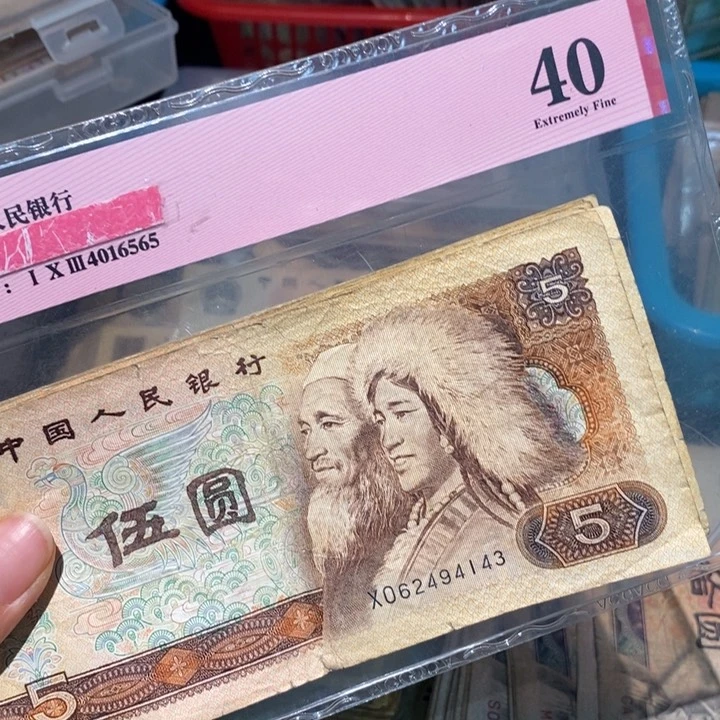 40
Extremely Fine
人民银行
: I X III 4016565
5
中国人民银行
伍圆
5
X062494143
5